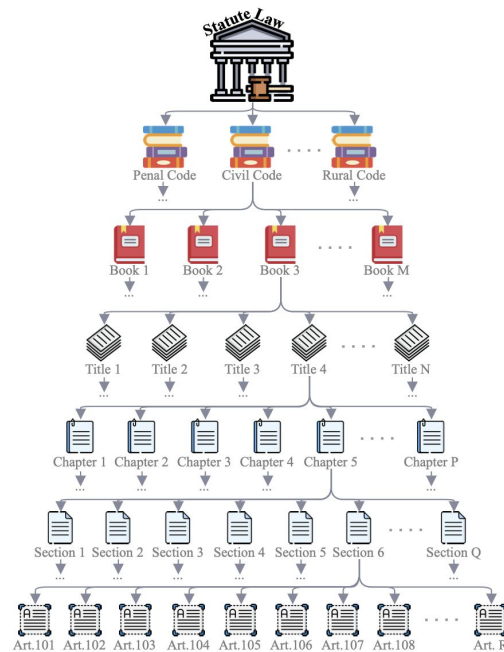 Statute Law
Penal Code Civil Code .... Rural Code
... ...
Book 1 Book 2 Book 3 .... Book M
... ... ...
Title 1 Title 2 Title 3 Title 4 .... Title N
... ... ... ...
Chapter 1 Chapter 2 Chapter 3 Chapter 4 Chapter 5 .... Chapter P
... ... ... ... ...
Section 1 Section 2 Section 3 Section 4 Section 5 Section 6 .... Section Q
... ... ... ... ... ...
Art.101 Art.102 Art.103 Art.104 Art.105 Art.106 Art.107 Art.108 .... Art.